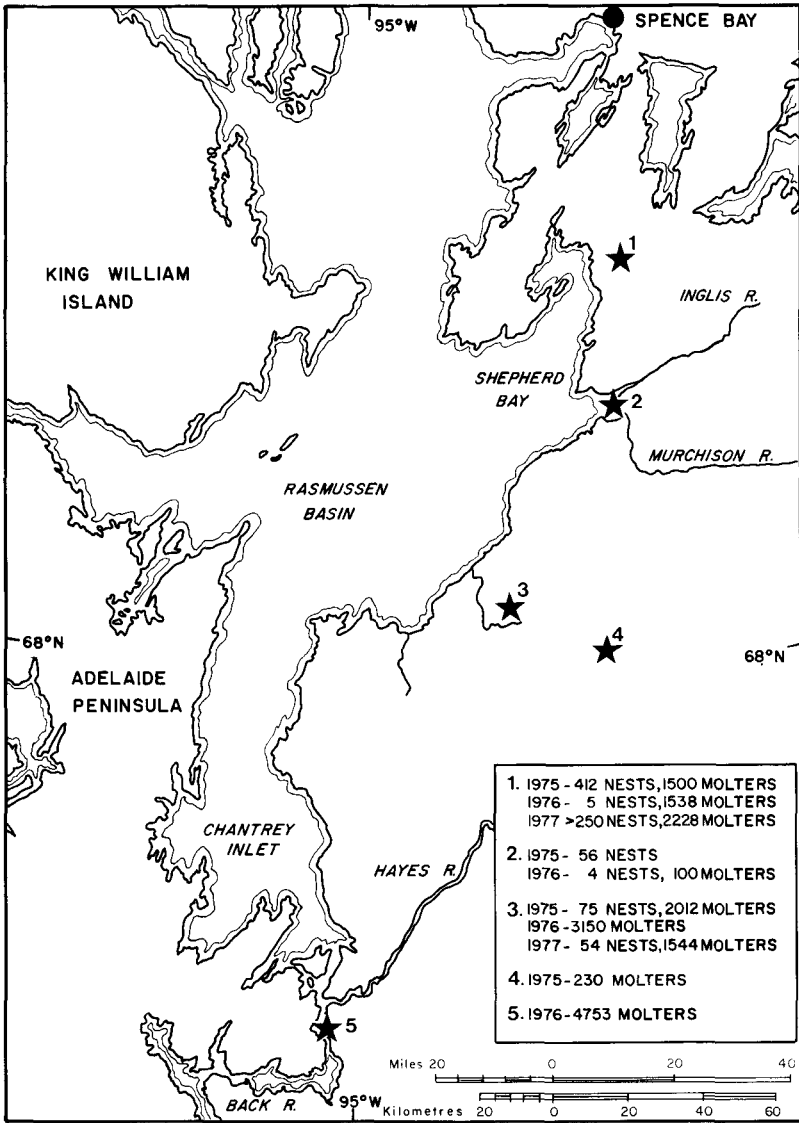 95°W
SPENCE BAY
1
KING WILLIAM
ISLAND
INGLIS R.
SHEPHERD
BAY
2
MURCHISON R.
RASMUSSEN
BASIN
3
4
68°N
68°N
ADELAIDE
PENINSULA
CHANTREY
INLET
HAYES R.
5
BACK R.
95°W
1. 1975-412 NESTS, 1500 MOLTERS
1976- 5 NESTS, 1538 MOLTERS
1977 >250 NESTS, 2228 MOLTERS
2. 1975- 56 NESTS
1976- 4 NESTS, 100 MOLTERS
3. 1975- 75 NESTS, 2012 MOLTERS
1976-3150 MOLTERS
1977- 54 NESTS, 1544 MOLTERS
4. 1975-230 MOLTERS
5. 1976-4753 MOLTERS
Miles 20 0 20 40
Kilometres 20 0 20 40 60